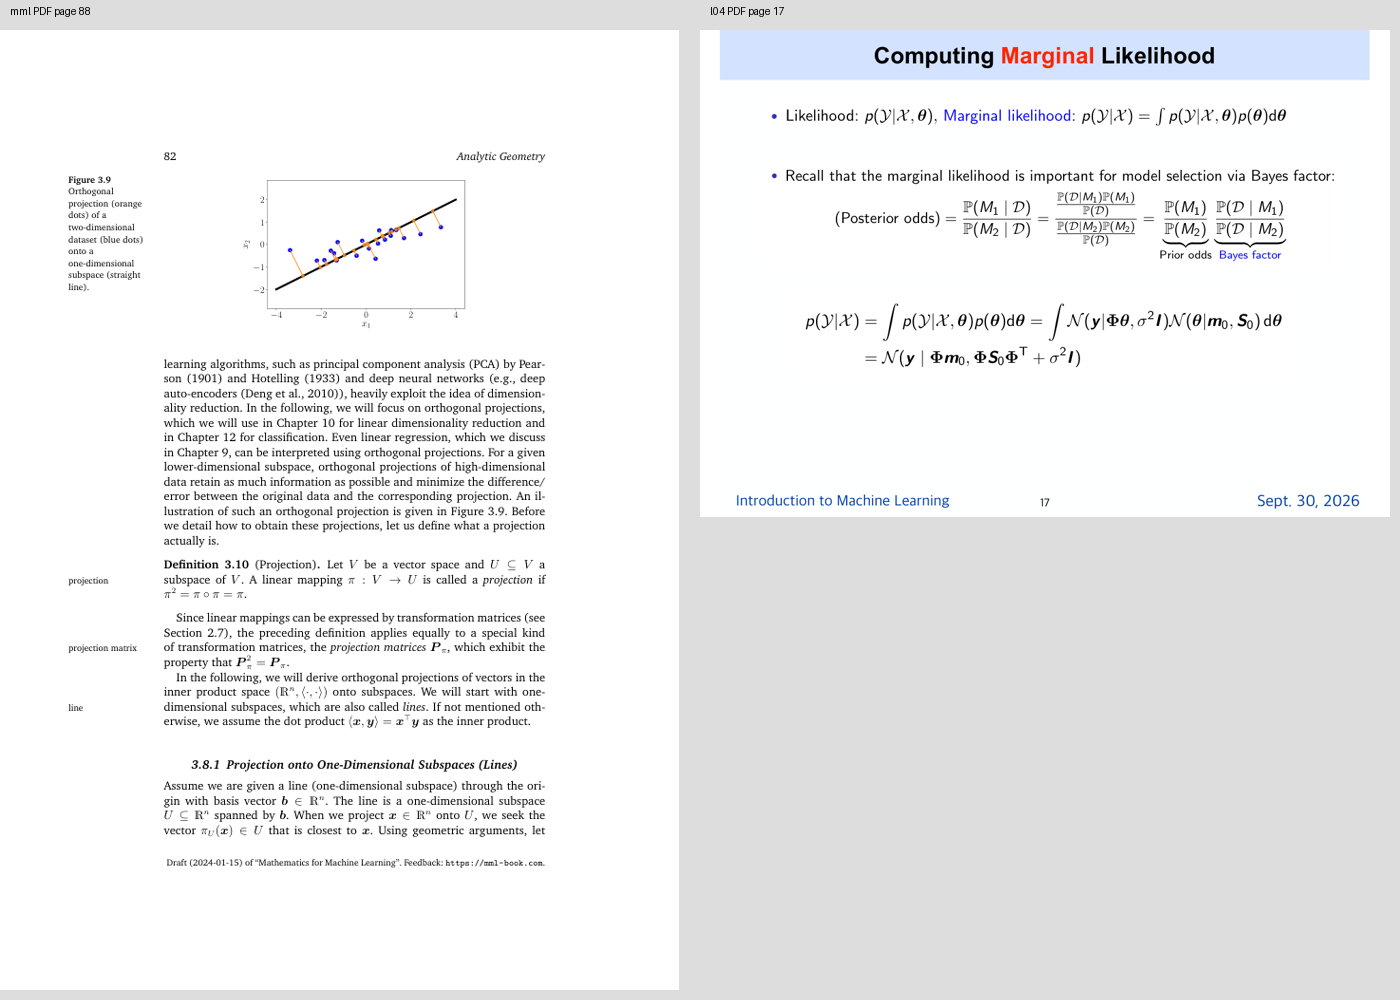 mml PDF page 88
82
Analytic Geometry
Figure 3.9
Orthogonal
projection (orange
dots) of a
two-dimensional
dataset (blue dots)
onto a
one-dimensional
subspace (straight
line).
2
1
0
−1
−2
x₂
−4
−2
0
2
4
x₁
learning algorithms, such as principal component analysis (PCA) by Pear-
son (1901) and Hotelling (1933) and deep neural networks (e.g., deep
auto-encoders (Deng et al., 2010)), heavily exploit the idea of dimension-
ality reduction. In the following, we will focus on orthogonal projections,
which we will use in Chapter 10 for linear dimensionality reduction and
in Chapter 12 for classification. Even linear regression, which we discuss
in Chapter 9, can be interpreted using orthogonal projections. For a given
lower-dimensional subspace, orthogonal projections of high-dimensional
data retain as much information as possible and minimize the difference/
error between the original data and the corresponding projection. An il-
lustration of such an orthogonal projection is given in Figure 3.9. Before
we detail how to obtain these projections, let us define what a projection
actually is.
Definition 3.10 (Projection). Let V be a vector space and U ⊆ V a
projection
subspace of V. A linear mapping π : V → U is called a projection if
π² = π ∘ π = π.
Since linear mappings can be expressed by transformation matrices (see
Section 2.7), the preceding definition applies equally to a special kind
projection matrix
of transformation matrices, the projection matrices P_π, which exhibit the
property that P_π² = P_π.
In the following, we will derive orthogonal projections of vectors in the
inner product space (ℝⁿ, ⟨·, ·⟩) onto subspaces. We will start with one-
line
dimensional subspaces, which are also called lines. If not mentioned oth-
erwise, we assume the dot product ⟨x, y⟩ = x^⊤y as the inner product.
3.8.1 Projection onto One-Dimensional Subspaces (Lines)
Assume we are given a line (one-dimensional subspace) through the ori-
gin with basis vector b ∈ ℝⁿ. The line is a one-dimensional subspace
U ⊆ ℝⁿ spanned by b. When we project x ∈ ℝⁿ onto U, we seek the
vector π_U(x) ∈ U that is closest to x. Using geometric arguments, let
Draft (2024-01-15) of “Mathematics for Machine Learning”. Feedback: https://mml-book.com.
l04 PDF page 17
Computing Marginal Likelihood
• Likelihood: p(𝒴|𝒳, θ), Marginal likelihood: p(𝒴|𝒳) = ∫ p(𝒴|𝒳, θ)p(θ)dθ
• Recall that the marginal likelihood is important for model selection via Bayes factor:
(Posterior odds) = ℙ(M₁ | 𝒟) / ℙ(M₂ | 𝒟) = (ℙ(𝒟|M₁)ℙ(M₁) / ℙ(𝒟)) / (ℙ(𝒟|M₂)ℙ(M₂) / ℙ(𝒟)) = ℙ(M₁) / ℙ(M₂) ℙ(𝒟 | M₁) / ℙ(𝒟 | M₂)
Prior odds Bayes factor
p(𝒴|𝒳) = ∫ p(𝒴|𝒳, θ)p(θ)dθ = ∫ 𝒩(y|Φθ, σ²I)𝒩(θ|m₀, S₀) dθ
= 𝒩(y | Φm₀, ΦS₀Φ^T + σ²I)
Introduction to Machine Learning
17
Sept. 30, 2026